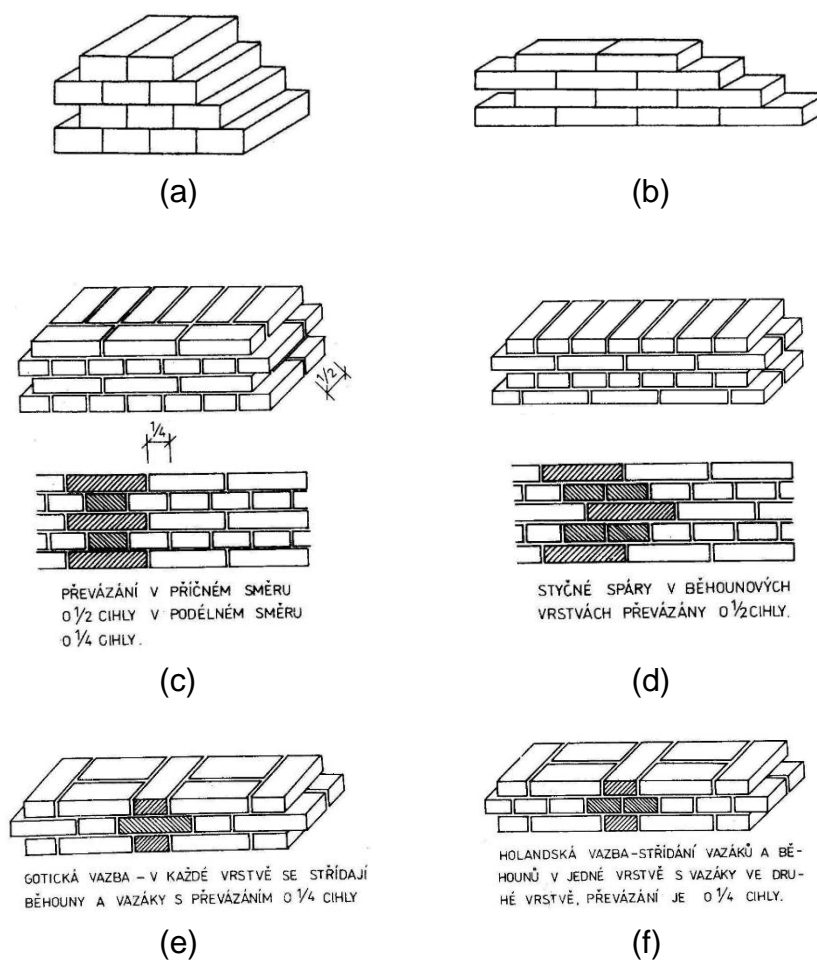 (a)
(b)
1/2
1/4
PŘEVÁZÁNÍ V PŘÍČNÉM SMĚRU
O 1/2 CIHLY V PODÉLNÉM SMĚRU
O 1/4 CIHLY.
(c)
STYČNÉ SPÁRY V BĚHOUNOVÝCH
VRSTVÁCH PŘEVÁZÁNY O 1/2 CIHLY.
(d)
GOTICKÁ VAZBA – V KAŽDÉ VRSTVĚ SE STŘÍDAJÍ
BĚHOUNY A VAZÁKY S PŘEVÁZÁNÍM O 1/4 CIHLY
(e)
HOLANDSKÁ VAZBA-STŘÍDÁNÍ VAZÁKŮ A BĚ-
HOUNŮ V JEDNÉ VRSTVĚ S VAZÁKY VE DRU-
HÉ VRSTVĚ, PŘEVÁZÁNÍ JE O 1/4 CIHLY.
(f)